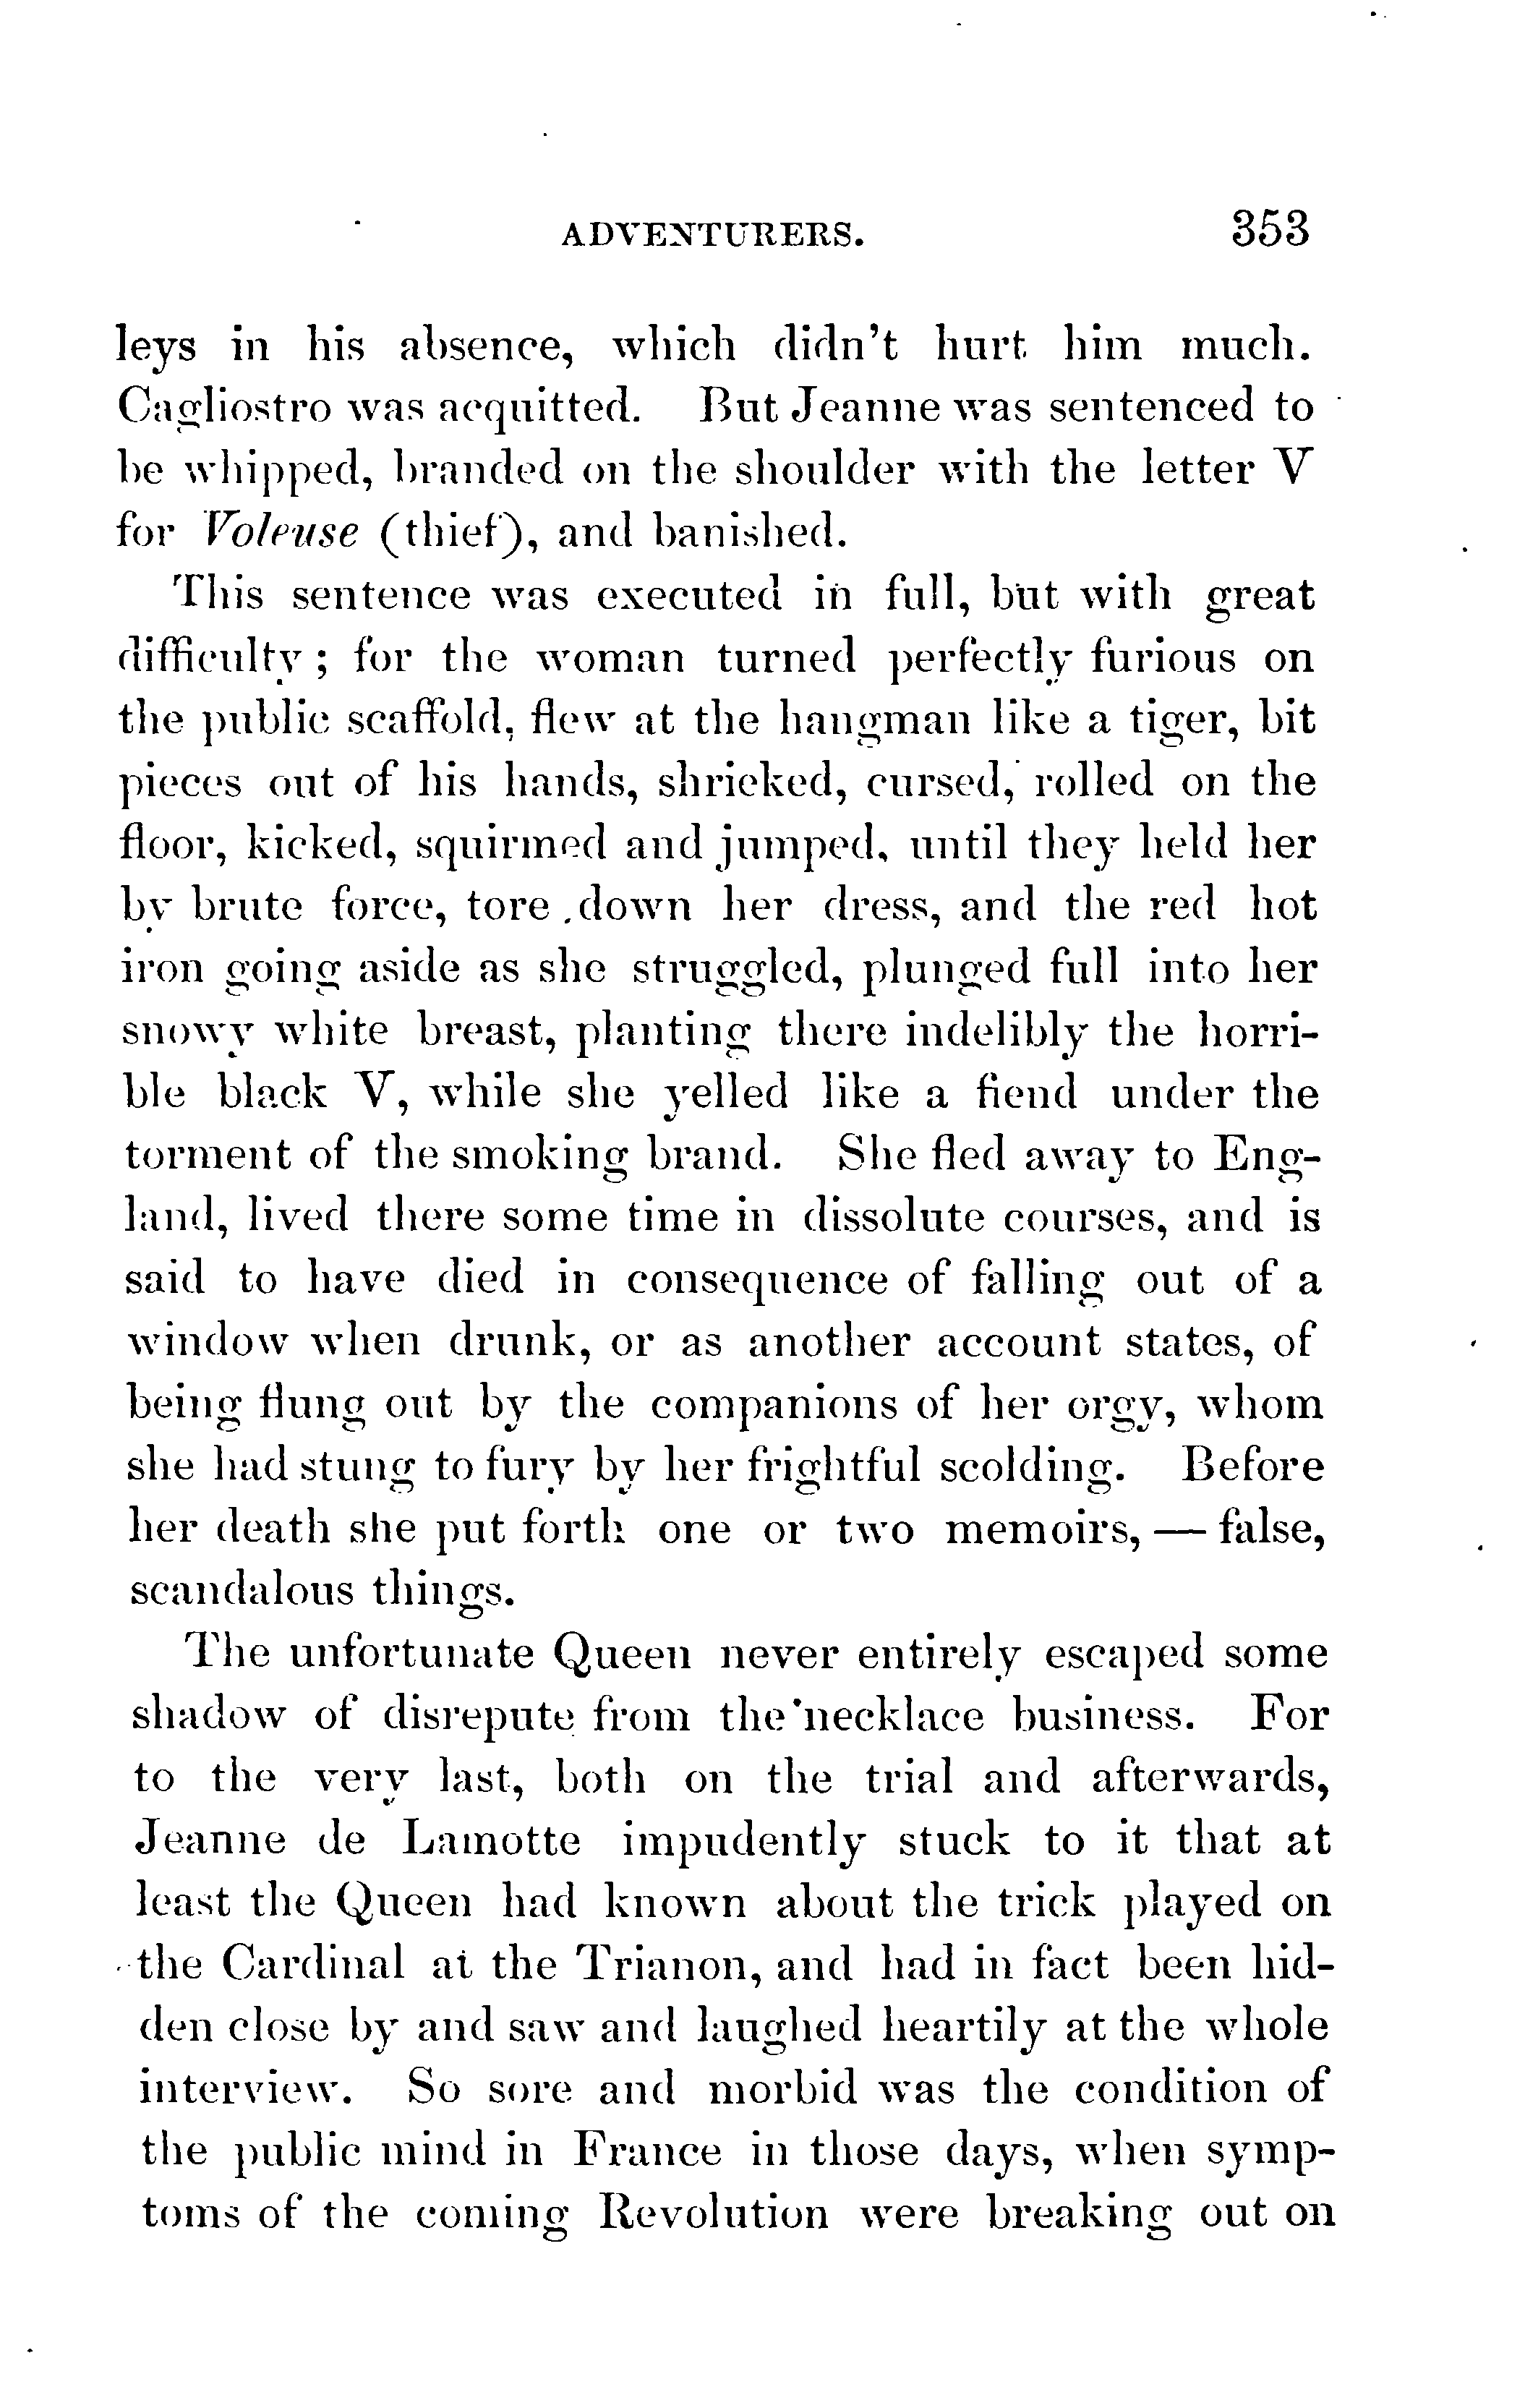 ADVENTURERS. 353
leys in his absence, which didn't hurt him much.
Cagliostro was acquitted. But Jeanne was sentenced to
be whipped, branded on the shoulder with the letter V
for Voleuse (thief), and banished.
This sentence was executed in full, but with great
difficulty; for the woman turned perfectly furious on
the public scaffold, flew at the hangman like a tiger, bit
pieces out of his hands, shrieked, cursed, rolled on the
floor, kicked, squirmed and jumped, until they held her
by brute force, tore down her dress, and the red hot
iron going aside as she struggled, plunged full into her
snowy white breast, planting there indelibly the horri-
ble black V, while she yelled like a fiend under the
torment of the smoking brand. She fled away to Eng-
land, lived there some time in dissolute courses, and is
said to have died in consequence of falling out of a
window when drunk, or as another account states, of
being flung out by the companions of her orgy, whom
she had stung to fury by her frightful scolding. Before
her death she put forth one or two memoirs, — false,
scandalous things.
The unfortunate Queen never entirely escaped some
shadow of disrepute from the necklace business. For
to the very last, both on the trial and afterwards,
Jeanne de Lamotte impudently stuck to it that at
least the Queen had known about the trick played on
the Cardinal at the Trianon, and had in fact been hid-
den close by and saw and laughed heartily at the whole
interview. So sore and morbid was the condition of
the public mind in France in those days, when symp-
toms of the coming Revolution were breaking out on